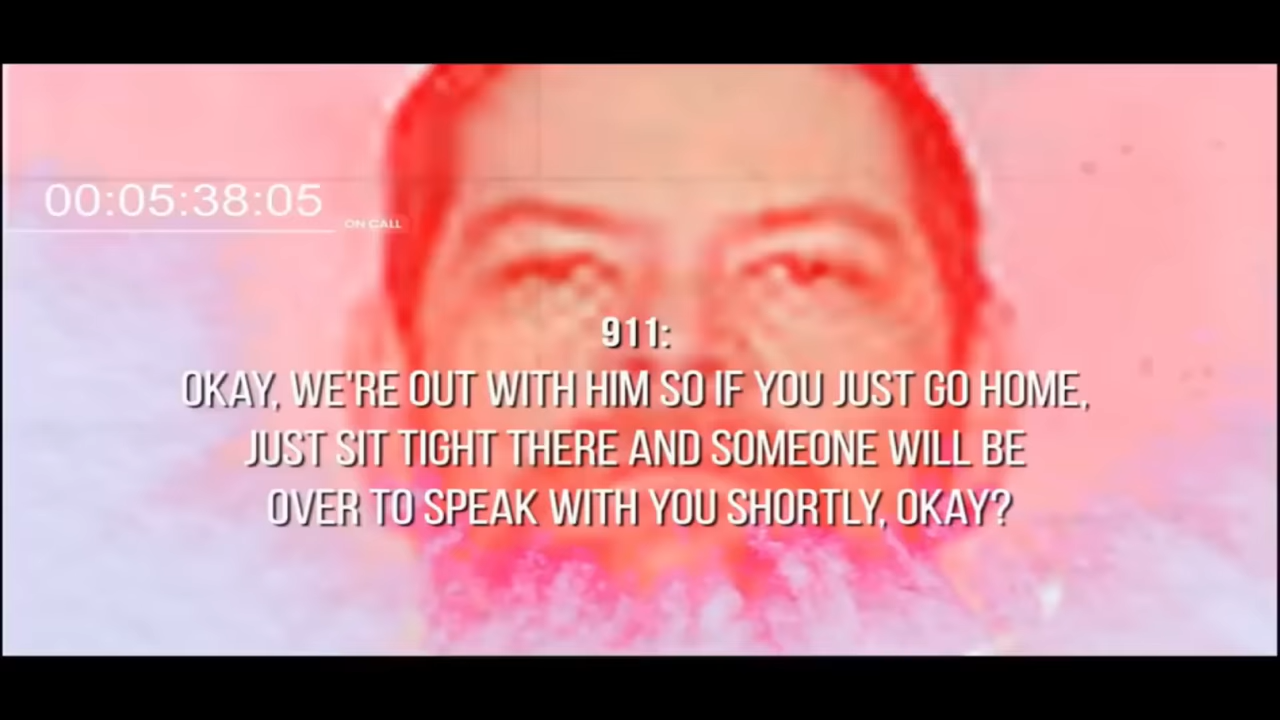 00:05:38:05
ON CALL
911:
OKAY, WE'RE OUT WITH HIM SO IF YOU JUST GO HOME,
JUST SIT TIGHT THERE AND SOMEONE WILL BE
OVER TO SPEAK WITH YOU SHORTLY, OKAY?